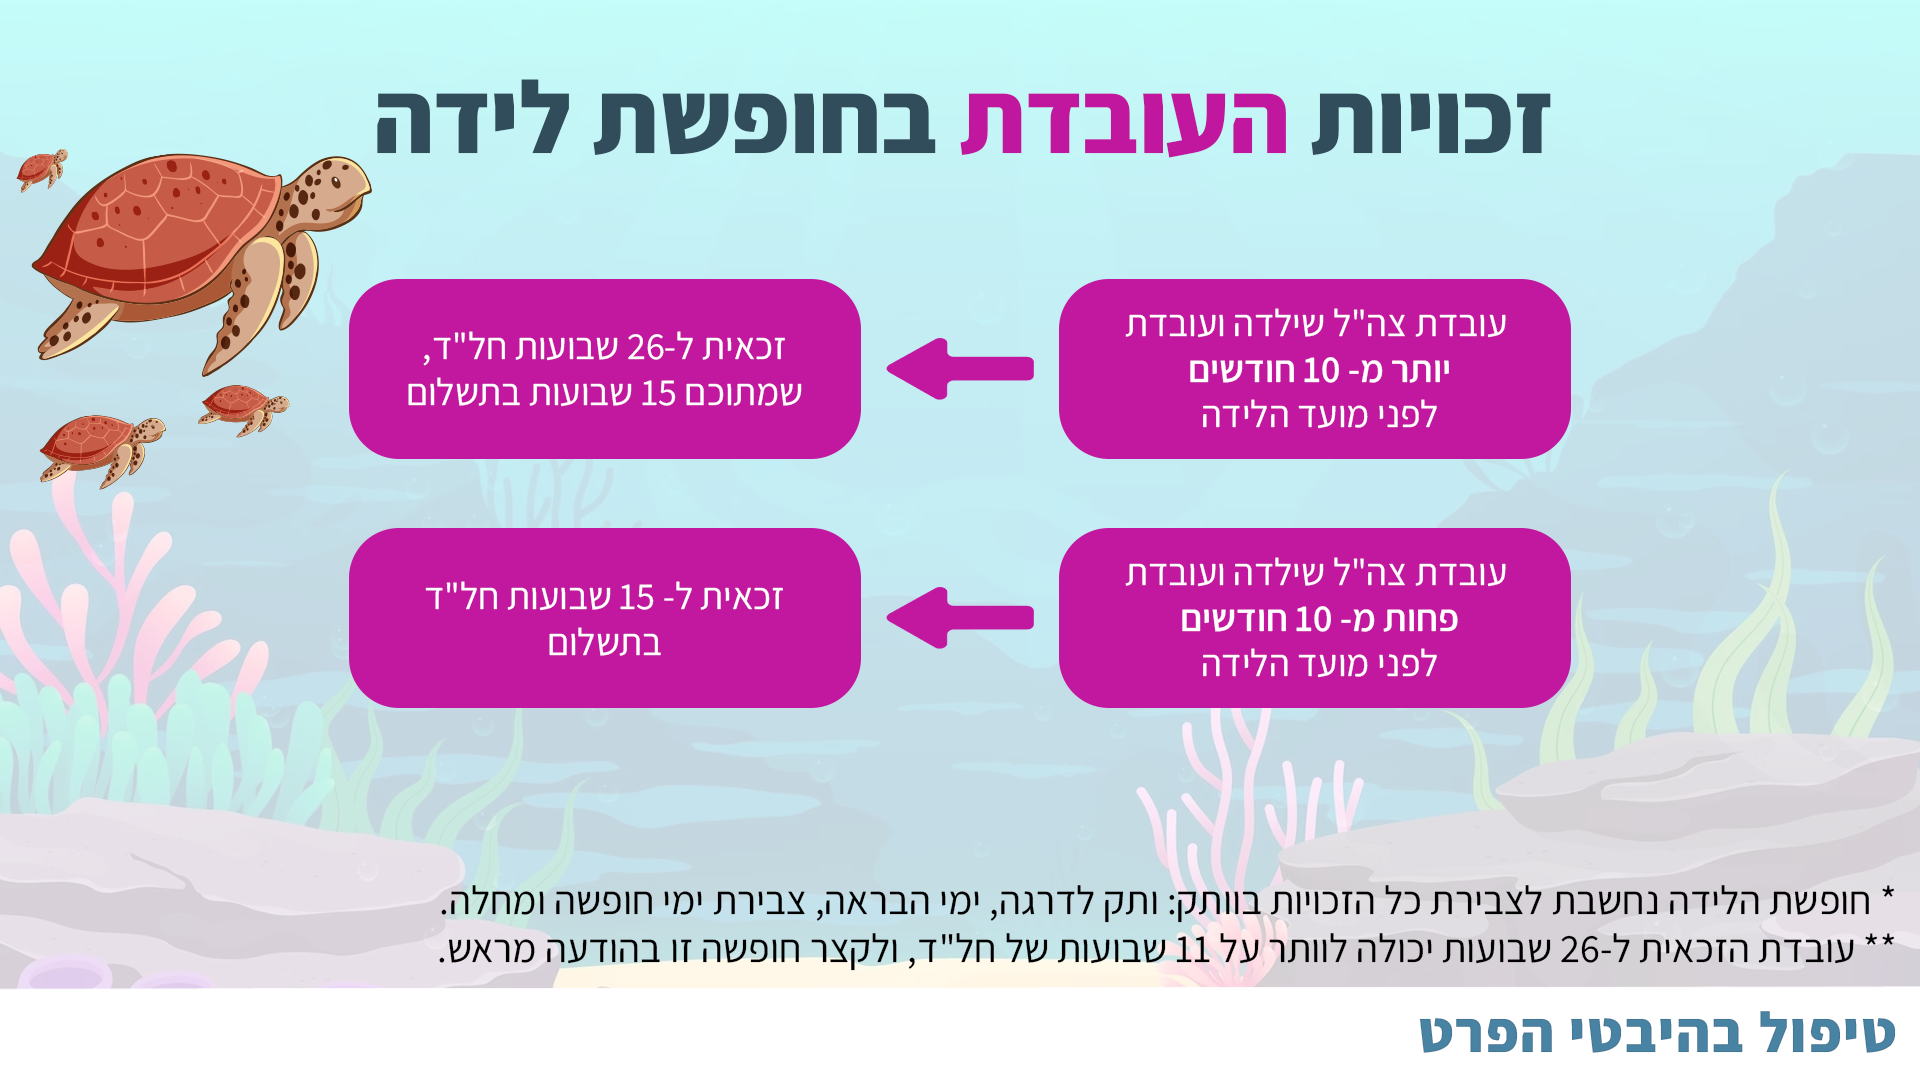 זכויות העובדת בחופשת לידה
עובדת צה"ל שילדה ועובדת
יותר מ- 10 חודשים
לפני מועד הלידה
זכאית ל-26 שבועות חל"ד,
שמתוכם 15 שבועות בתשלום
עובדת צה"ל שילדה ועובדת
פחות מ- 10 חודשים
לפני מועד הלידה
זכאית ל- 15 שבועות חל"ד
בתשלום
* חופשת הלידה נחשבת לצבירת כל הזכויות בוותק: ותק לדרגה, ימי הבראה, צבירת ימי חופשה ומחלה.
** עובדת הזכאית ל-26 שבועות יכולה לוותר על 11 שבועות של חל"ד, ולקצר חופשה זו בהודעה מראש.
טיפול בהיבטי הפרט